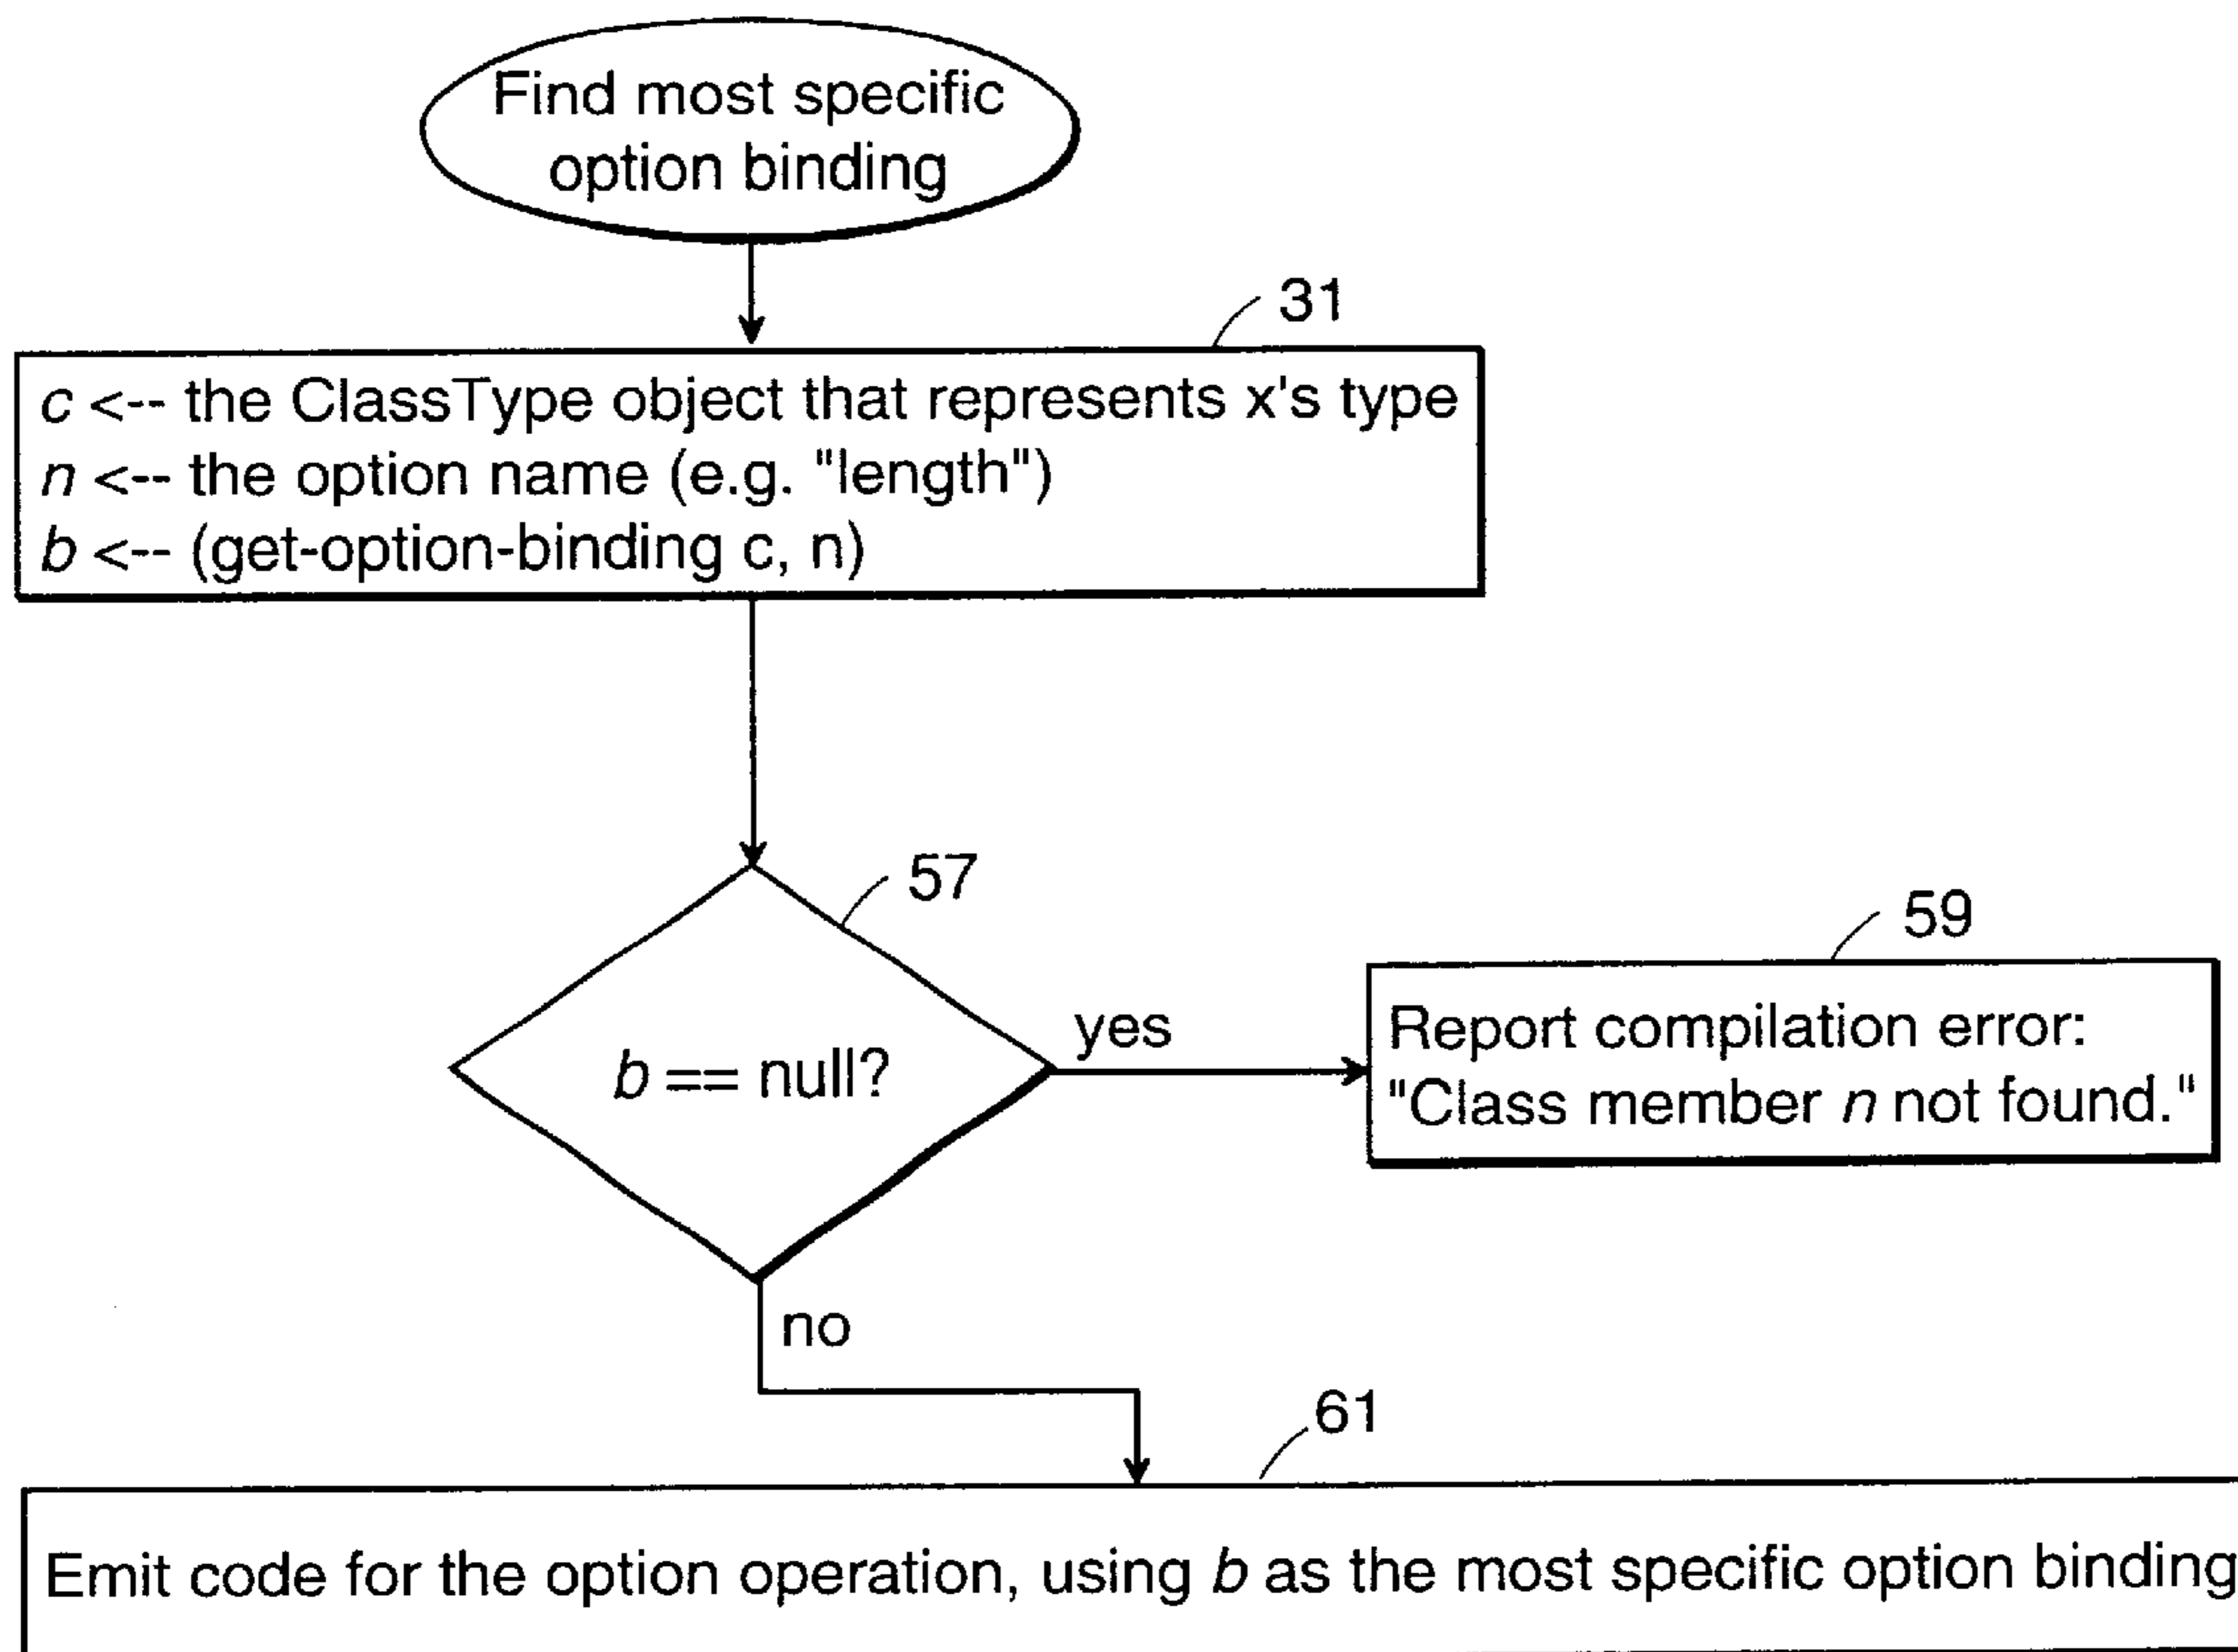 Find most specific
option binding
31
c <-- the ClassType object that represents x's type
n <-- the option name (e.g. "length")
b <-- (get-option-binding c, n)
57
59
b == null?
yes
Report compilation error:
"Class member n not found."
no
61
Emit code for the option operation, using b as the most specific option binding